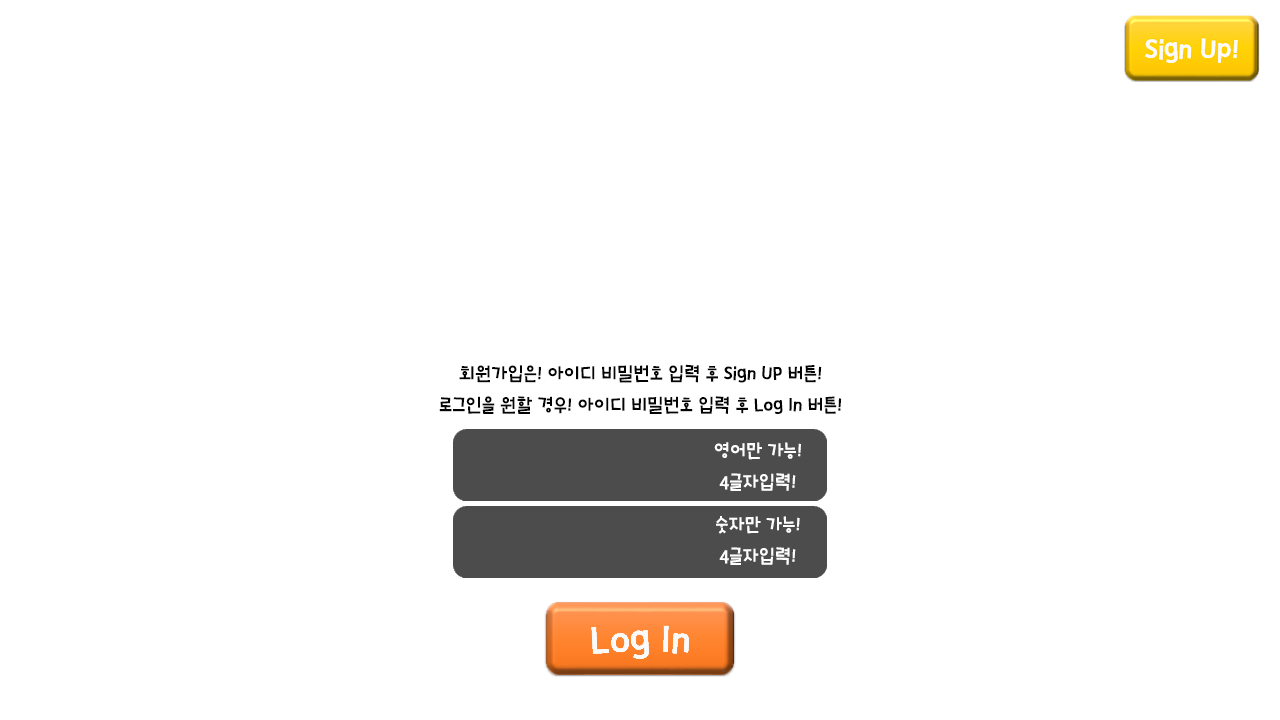 Sign Up!
회원가입은! 아이디 비밀번호 입력 후 Sign UP 버튼!
로그인을 원할 경우! 아이디 비밀번호 입력 후 Log In 버튼!
영어만 가능!
4글자입력!
숫자만 가능!
4글자입력!
Log In